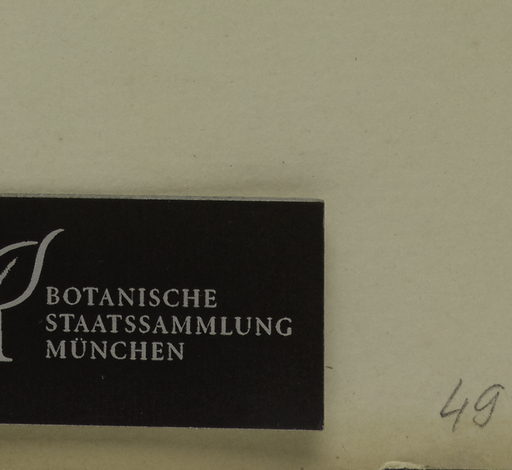 BOTANISCHE
STAATSSAMMLUNG
MÜNCHEN
49